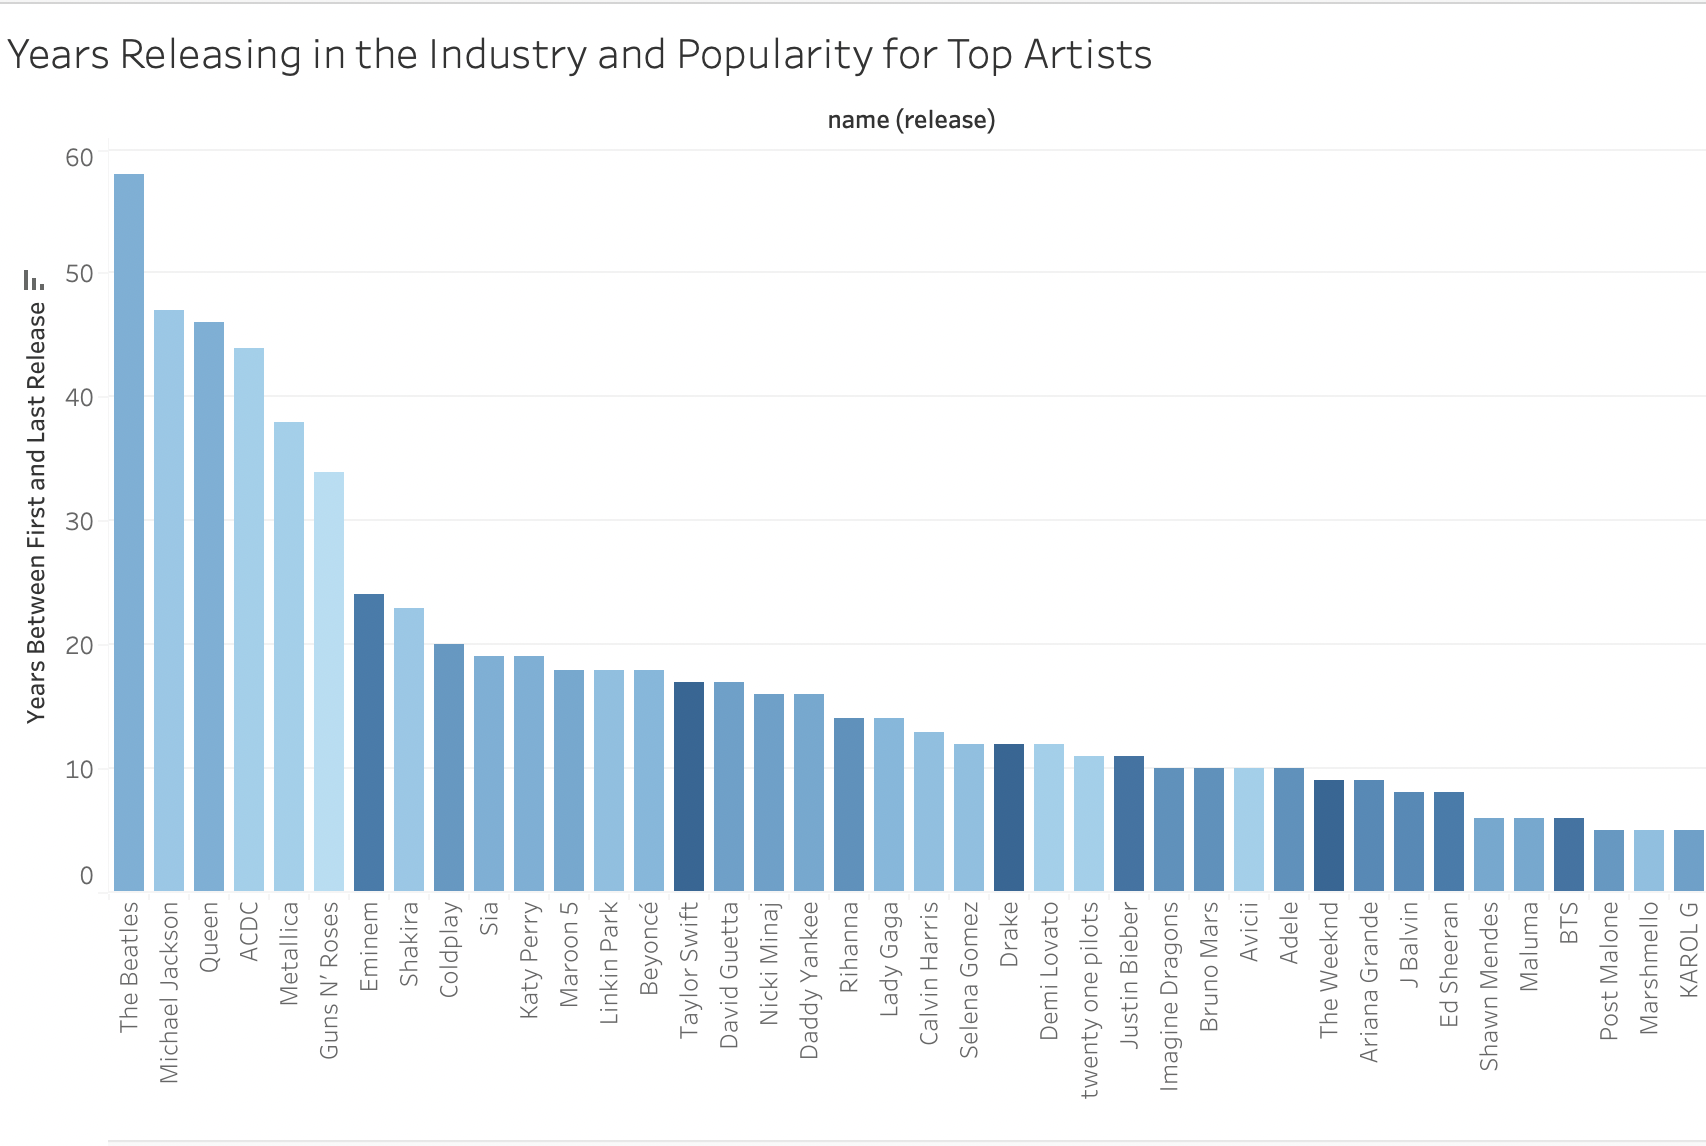 Years Releasing in the Industry and Popularity for Top Artists
name (release)
Years Between First and Last Release
60
50
40
30
20
10
0
The Beatles
Michael Jackson
Queen
ACDC
Metallica
Guns N’ Roses
Eminem
Shakira
Coldplay
Sia
Katy Perry
Maroon 5
Linkin Park
Beyoncé
Taylor Swift
David Guetta
Nicki Minaj
Daddy Yankee
Rihanna
Lady Gaga
Calvin Harris
Selena Gomez
Drake
Demi Lovato
twenty one pilots
Justin Bieber
Imagine Dragons
Bruno Mars
Avicii
Adele
The Weeknd
Ariana Grande
J Balvin
Ed Sheeran
Shawn Mendes
Maluma
BTS
Post Malone
Marshmello
KAROL G